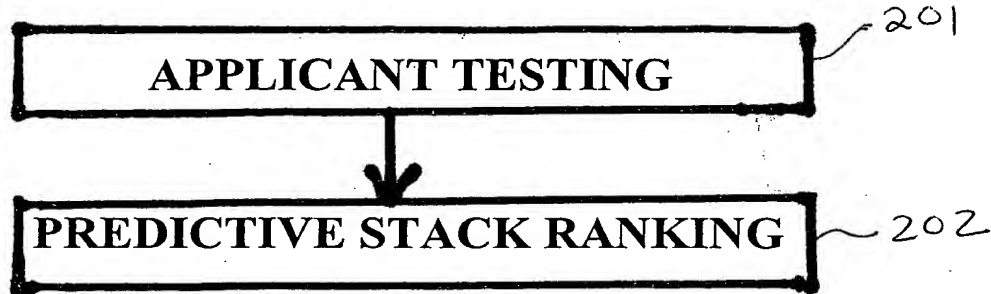 201
APPLICANT TESTING
PREDICTIVE STACK RANKING
202